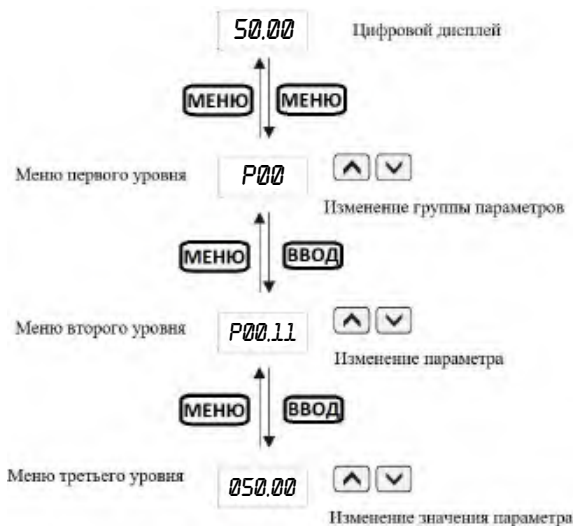 50.00 Цифровой дисплей
МЕНЮ МЕНЮ
Меню первого уровня P00
Изменение группы параметров
МЕНЮ ВВОД
Меню второго уровня P00.11
Изменение параметра
МЕНЮ ВВОД
Меню третьего уровня 050.00
Изменение значения параметра